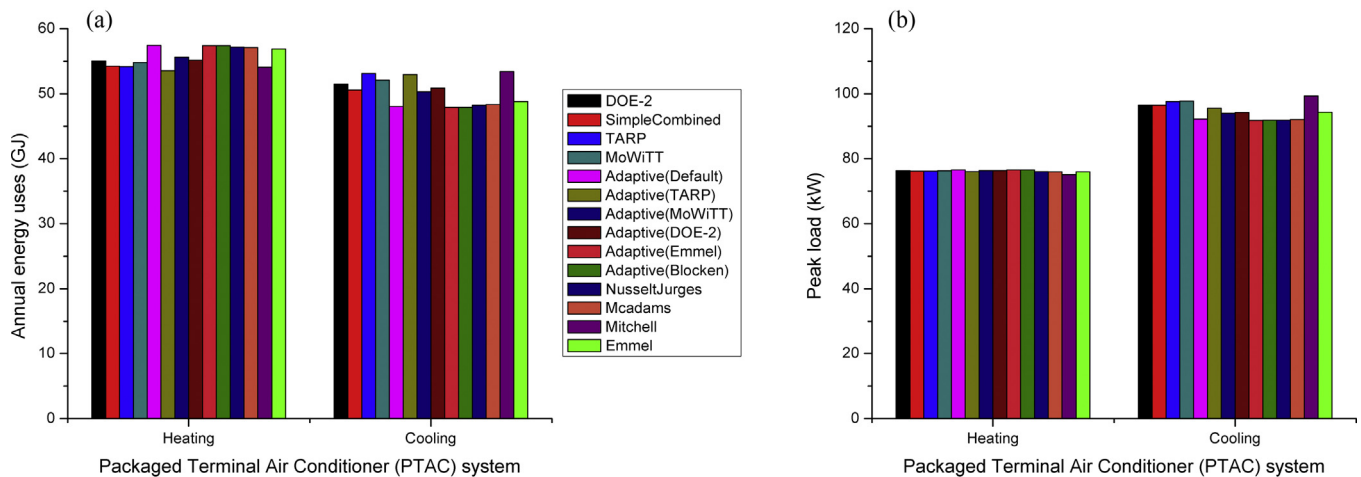 (a)
60
50
40
30
20
10
0
Annual energy uses (GJ)
Heating
Cooling
Packaged Terminal Air Conditioner (PTAC) system
DOE-2
SimpleCombined
TARP
MoWiTT
Adaptive(Default)
Adaptive(TARP)
Adaptive(MoWiTT)
Adaptive(DOE-2)
Adaptive(Emmel)
Adaptive(Blocken)
NusseltJurges
Mcadams
Mitchell
Emmel
(b)
120
100
80
60
40
20
0
Peak load (kW)
Heating
Cooling
Packaged Terminal Air Conditioner (PTAC) system